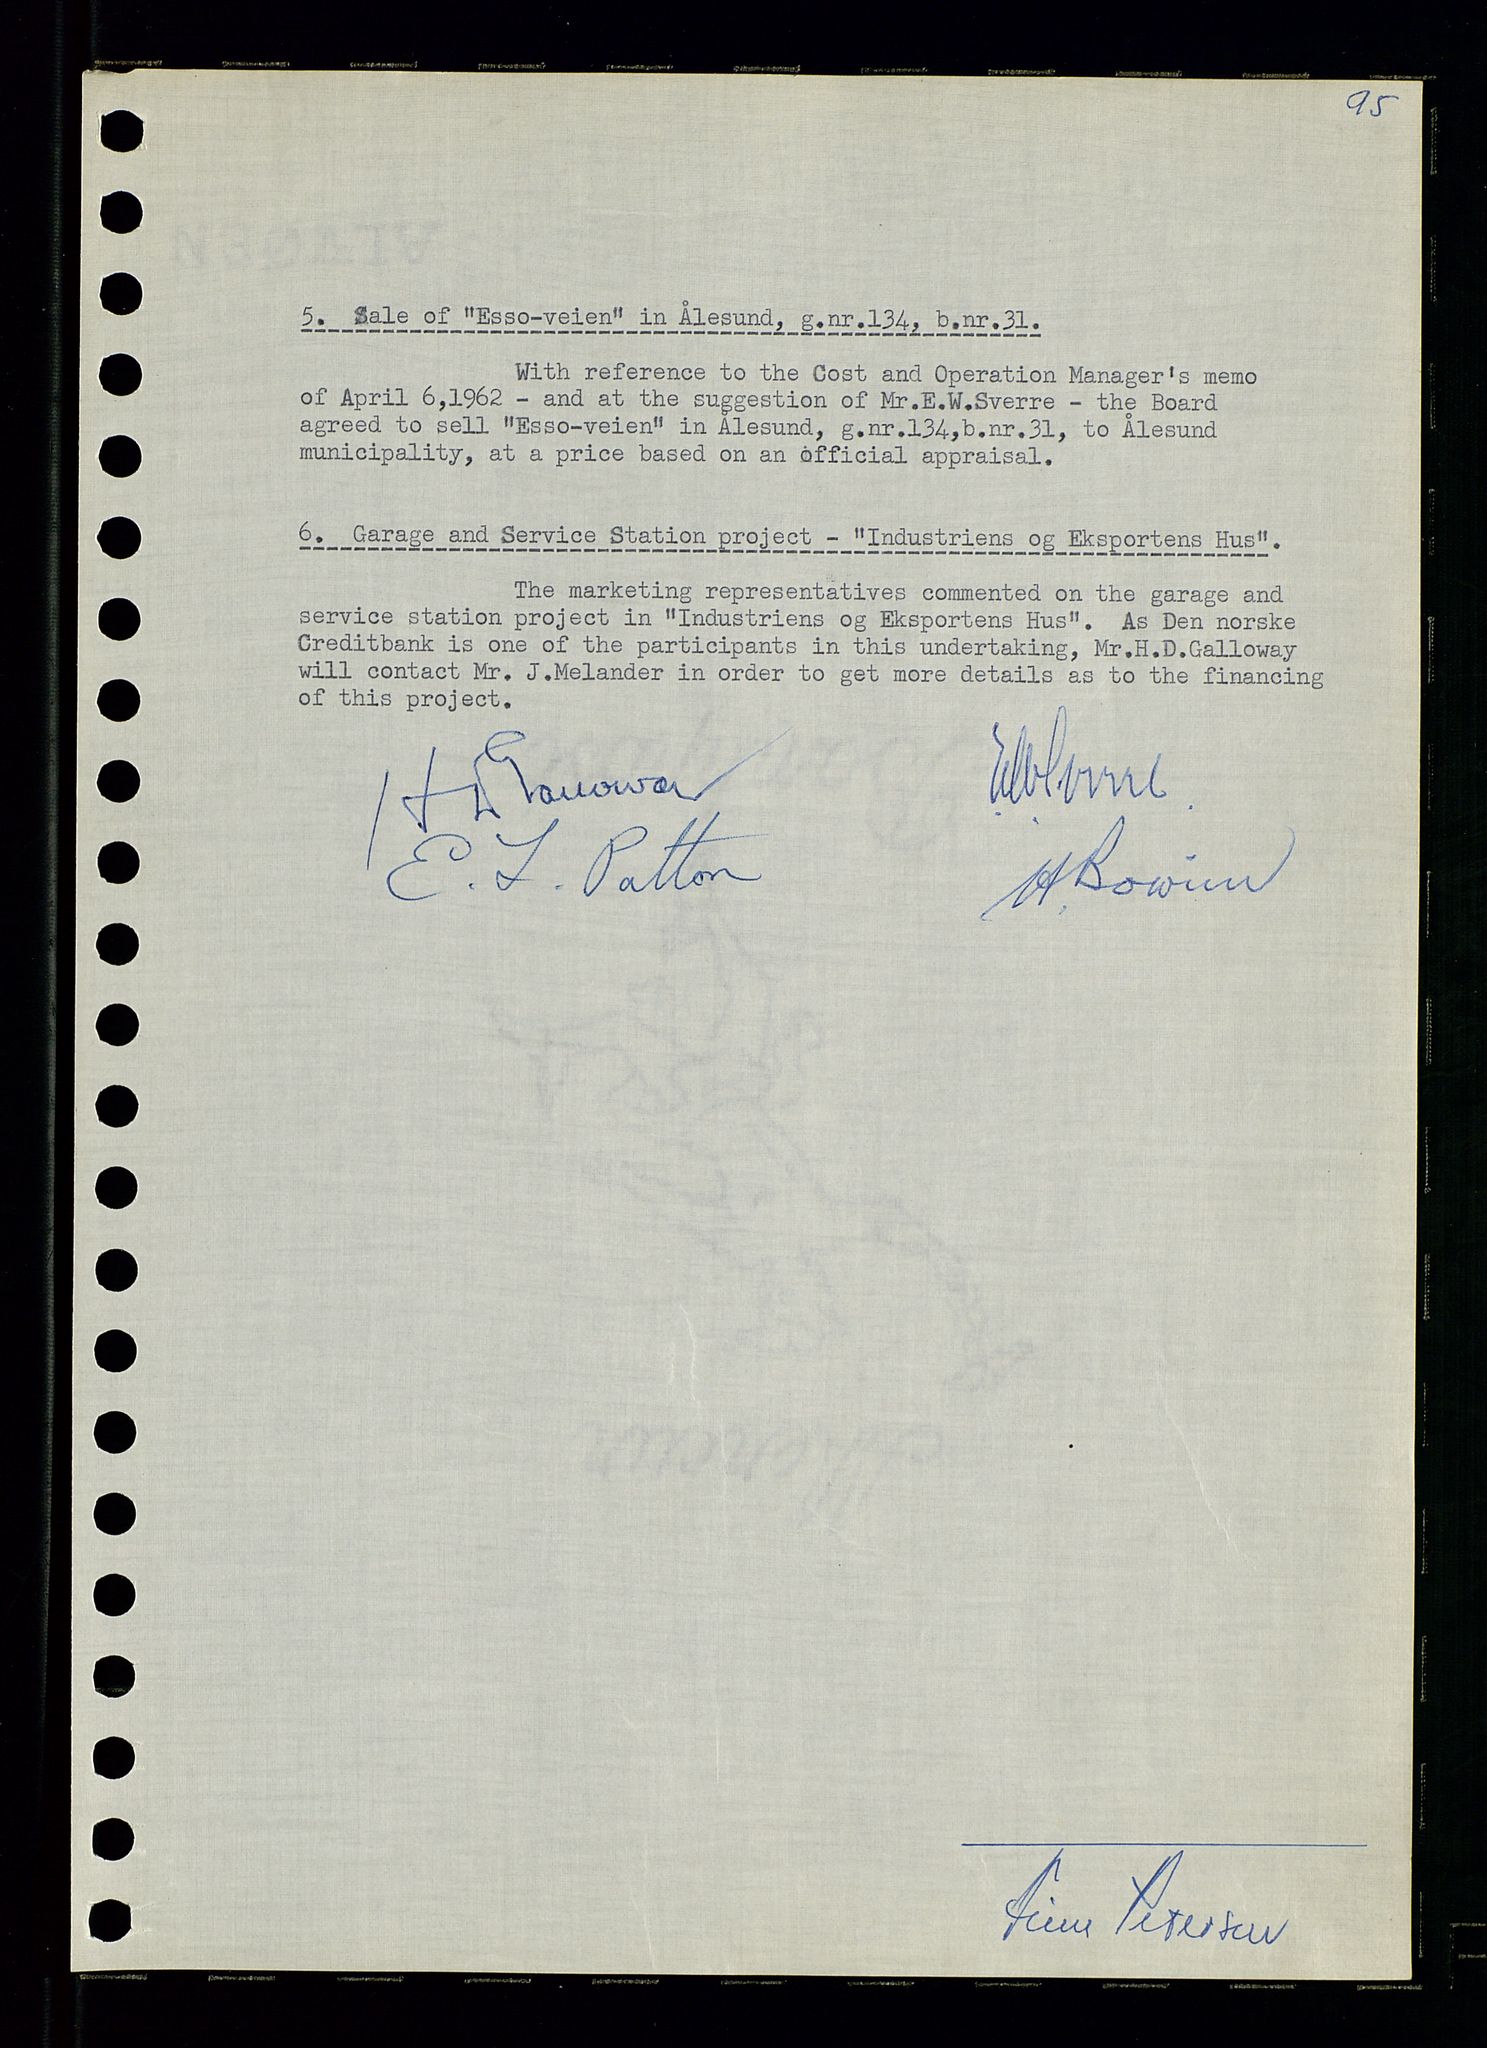 95
5. Sale of "Esso-veien" in Ålesund, g.nr.134, b.nr.31.
With reference to the Cost and Operation Manager's memo
of April 6,1962 - and at the suggestion of Mr.E.W.Sverre - the Board
agreed to sell "Esso-veien" in Ålesund, g.nr.134,b.nr.31, to Ålesund
municipality, at a price based on an official appraisal.
6. Garage and Service Station project - "Industriens og Eksportens Hus".
The marketing representatives commented on the garage and
service station project in "Industriens og Eksportens Hus". As Den norske
Creditbank is one of the participants in this undertaking, Mr.H.D.Galloway
will contact Mr. J.Melander in order to get more details as to the financing
of this project.
HD Galloway
EWSverre
E. L. Patton
Petersen